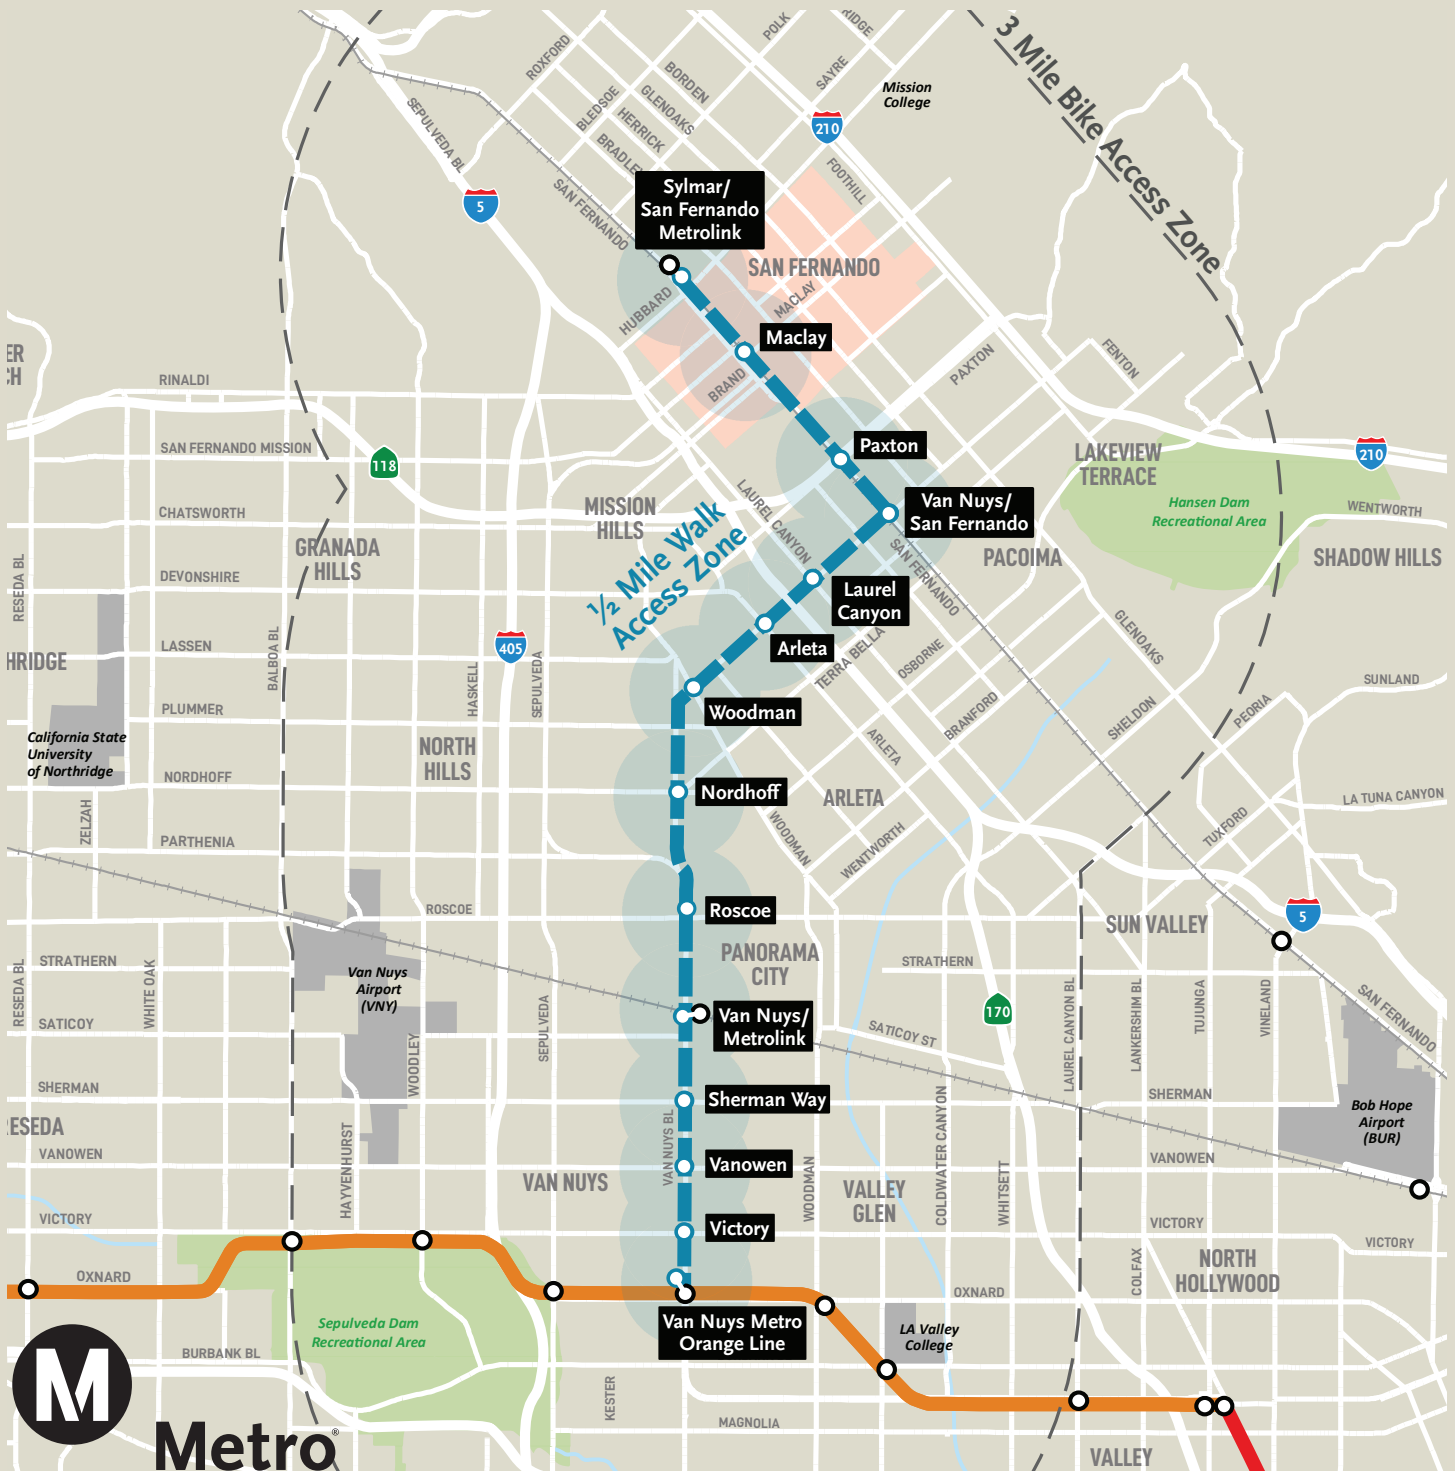 3 Mile Bike Access Zone
POLK
RIDGE
ROXFORD
BORDEN
SAYRE
Mission
College
GLENOAKS
BLEDSOE
HERRICK
BRADLEY
SEPULVEDA BL
210
FOOTHILL
5
SAN FERNANDO
Sylmar/
San Fernando
Metrolink
SAN FERNANDO
HUBBARD
MACLAY
Maclay
BRAND
PAXTON
FENTON
ER
CH
RINALDI
SAN FERNANDO MISSION
118
Paxton
LAKEVIEW
TERRACE
210
Hansen Dam
Recreational Area
WENTWORTH
CHATSWORTH
MISSION
HILLS
LAUREL CANYON
Van Nuys/
San Fernando
SAN FERNANDO
PACOIMA
SHADOW HILLS
GRANADA
HILLS
½ Mile Walk
Access Zone
RESEDA BL
DEVONSHIRE
Laurel
Canyon
GLENOAKS
LASSEN
BALBOA BL
405
HASKELL
SEPULVEDA
Arleta
TERRA BELLA
OSBORNE
HRIDGE
SUNLAND
PLUMMER
Woodman
BRANFORD
SHELDON
PEORIA
California State
University
of Northridge
NORTH
HILLS
ARLETA
NORDHOFF
Nordhoff
ARLETA
LA TUNA CANYON
ZELZAH
PARTHENIA
WOODMAN
WENTWORTH
TUXFORD
ROSCOE
Roscoe
SUN VALLEY
5
PANORAMA
CITY
STRATHERN
STRATHERN
RESEDA BL
WHITE OAK
Van Nuys
Airport
(VNY)
SEPULVEDA
Van Nuys/
Metrolink
SATICOY ST
170
LAUREL CANYON BL
LANKERSHIM BL
TUJUNGA
VINELAND
SAN FERNANDO
SATICOY
WOODLEY
SHERMAN
VAN NUYS BL
Sherman Way
COLDWATER CANYON
SHERMAN
Bob Hope
Airport
(BUR)
RESEDA
VANOWEN
HAYVENHURST
VAN NUYS
Vanowen
WOODMAN
VALLEY
GLEN
WHITSETT
VANOWEN
VICTORY
Victory
VICTORY
VICTORY
OXNARD
OXNARD
COLFAX
NORTH
HOLLYWOOD
Van Nuys Metro
Orange Line
Sepulveda Dam
Recreational Area
LA Valley
College
BURBANK BL
KESTER
MAGNOLIA
VALLEY
M
Metro®